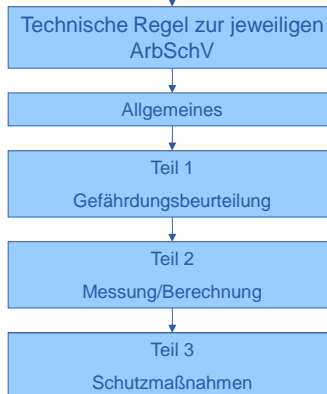 Technische Regel zur jeweiligen
ArbSchV
Allgemeines
Teil 1
Gefährdungsbeurteilung
Teil 2
Messung/Berechnung
Teil 3
Schutzmaßnahmen